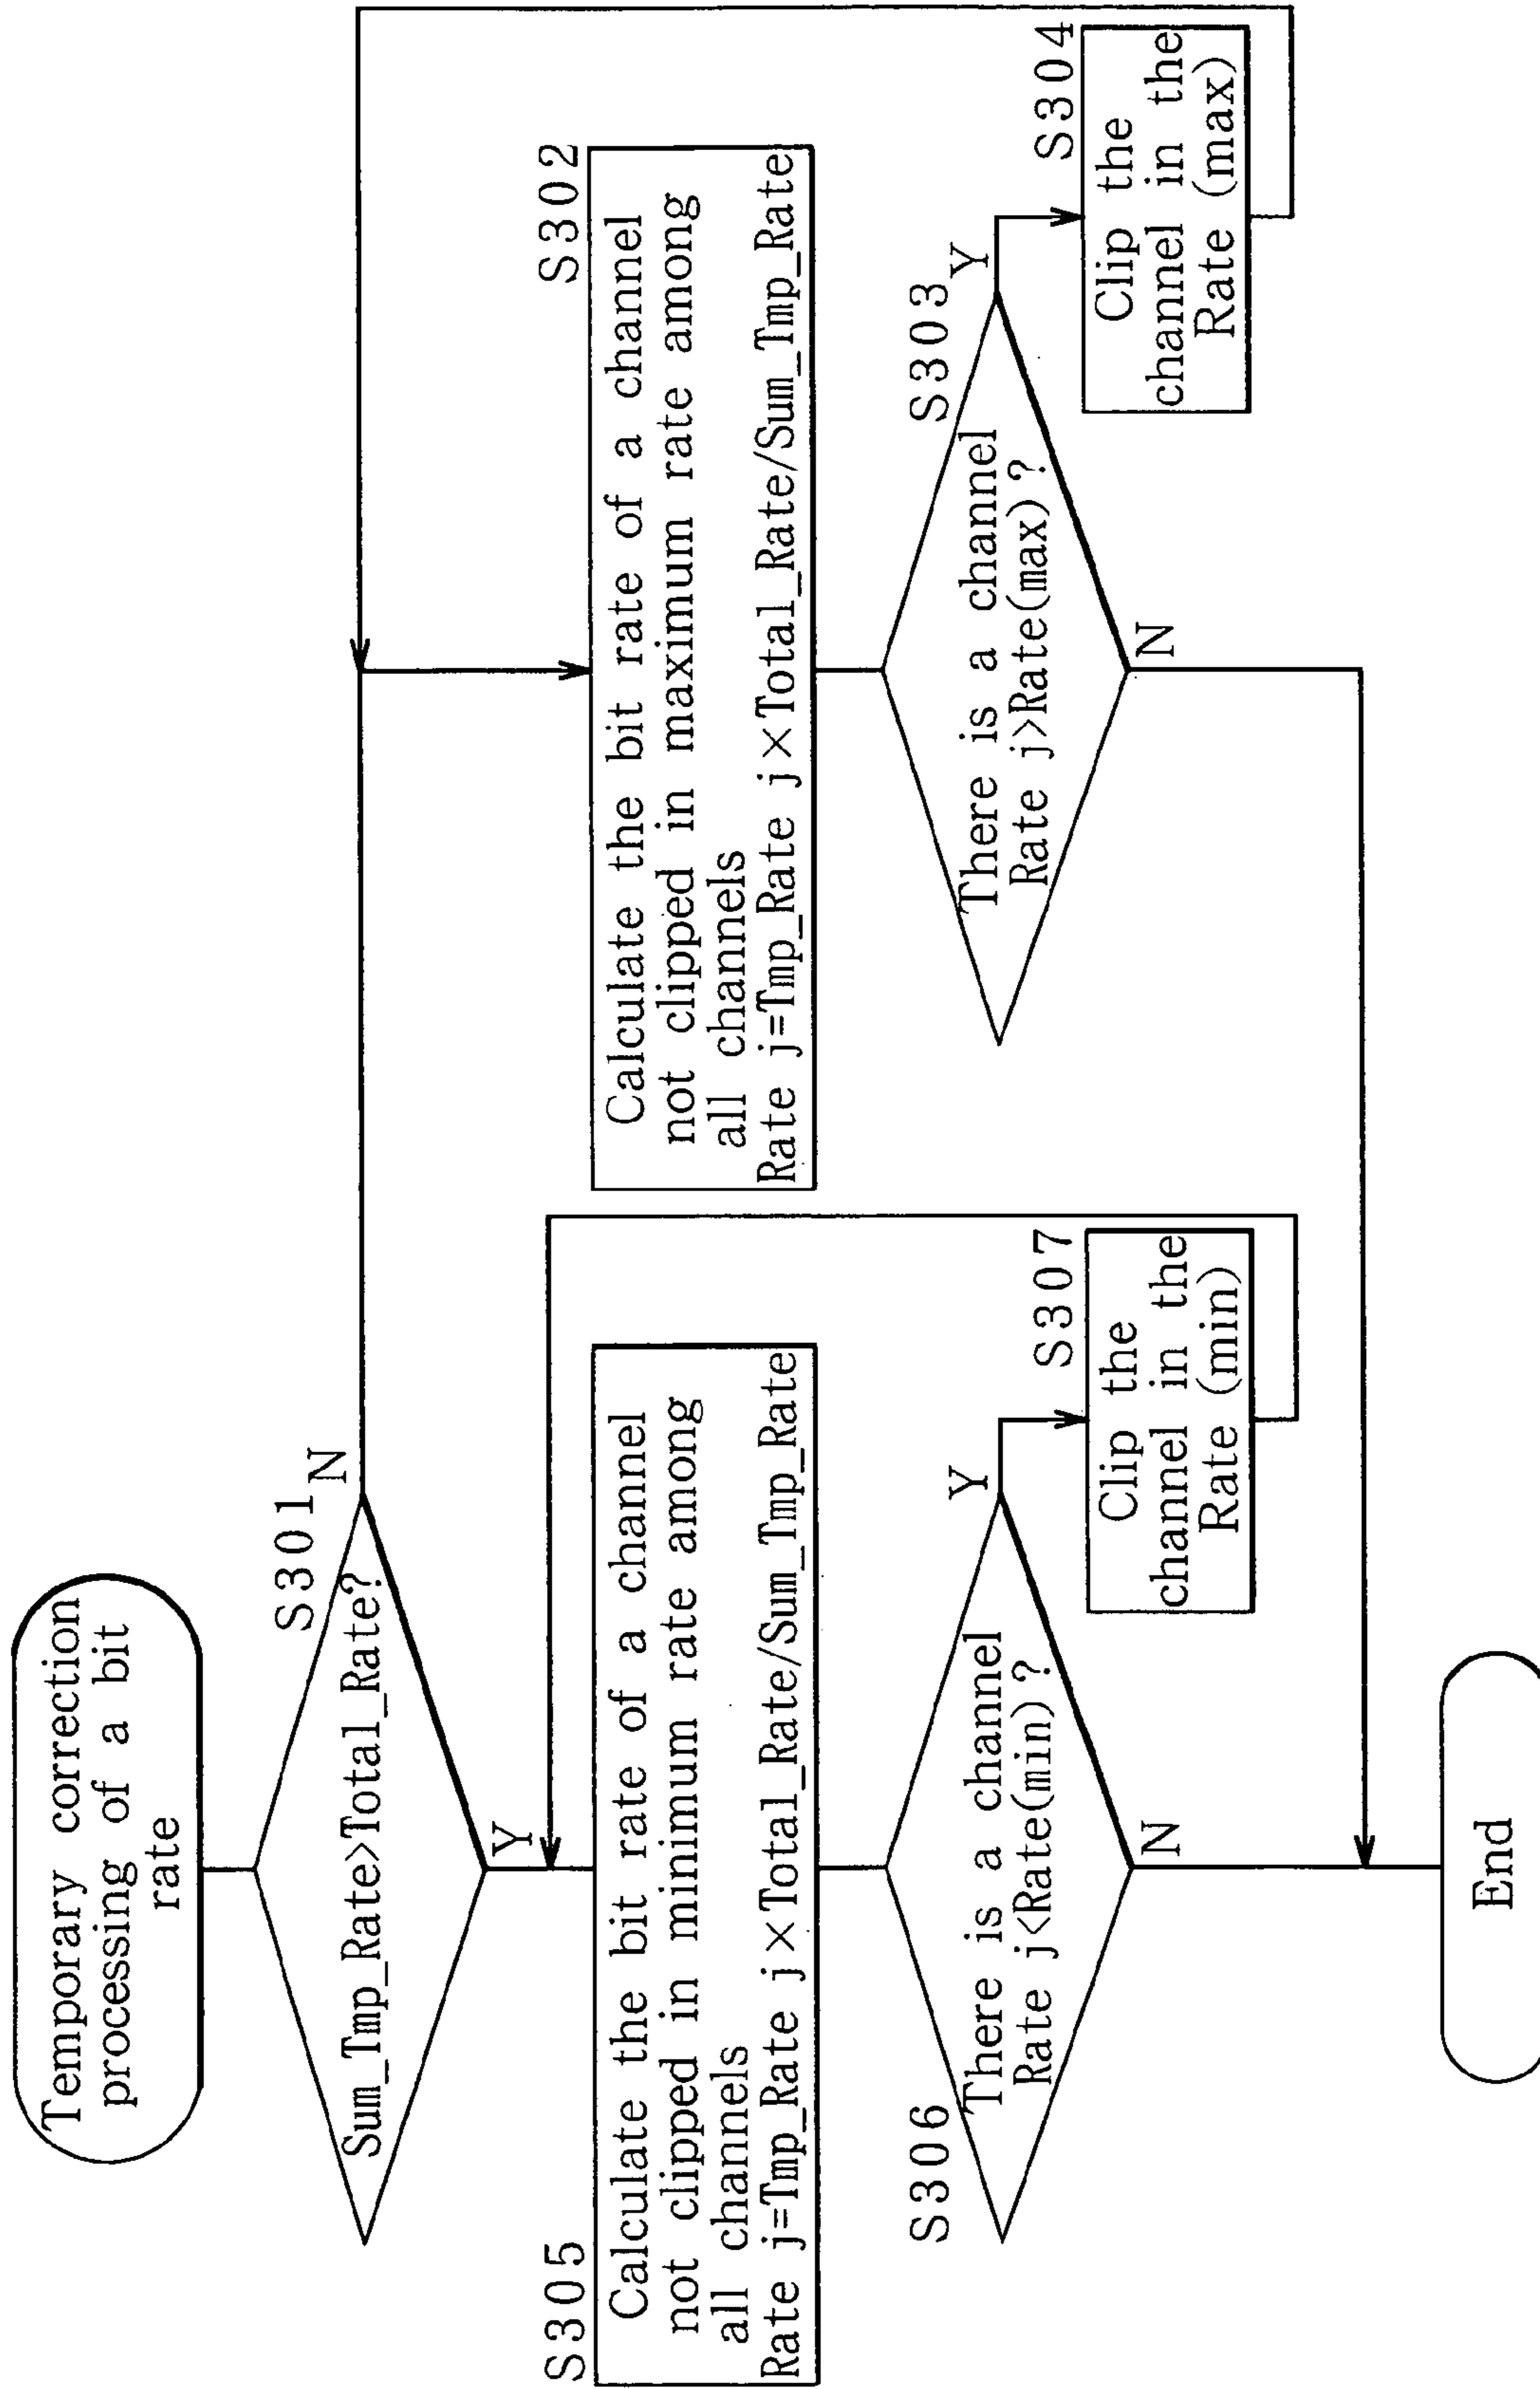 Temporary correction
processing of a bit
rate
S301
Sum_Tmp_Rate>Total_Rate?
N
Y
S305
Calculate the bit rate of a channel
not clipped in minimum rate among
all channels
Rate j=Tmp_Rate j×Total_Rate/Sum_Tmp_Rate
S306
There is a channel
Rate j<Rate(min)?
Y
N
S307
Clip the
channel in the
Rate (min)
S302
Calculate the bit rate of a channel
not clipped in maximum rate among
all channels
Rate j=Tmp_Rate j×Total_Rate/Sum_Tmp_Rate
S303
There is a channel
Rate j>Rate(max)?
Y
N
S304
Clip the
channel in the
Rate (max)
End